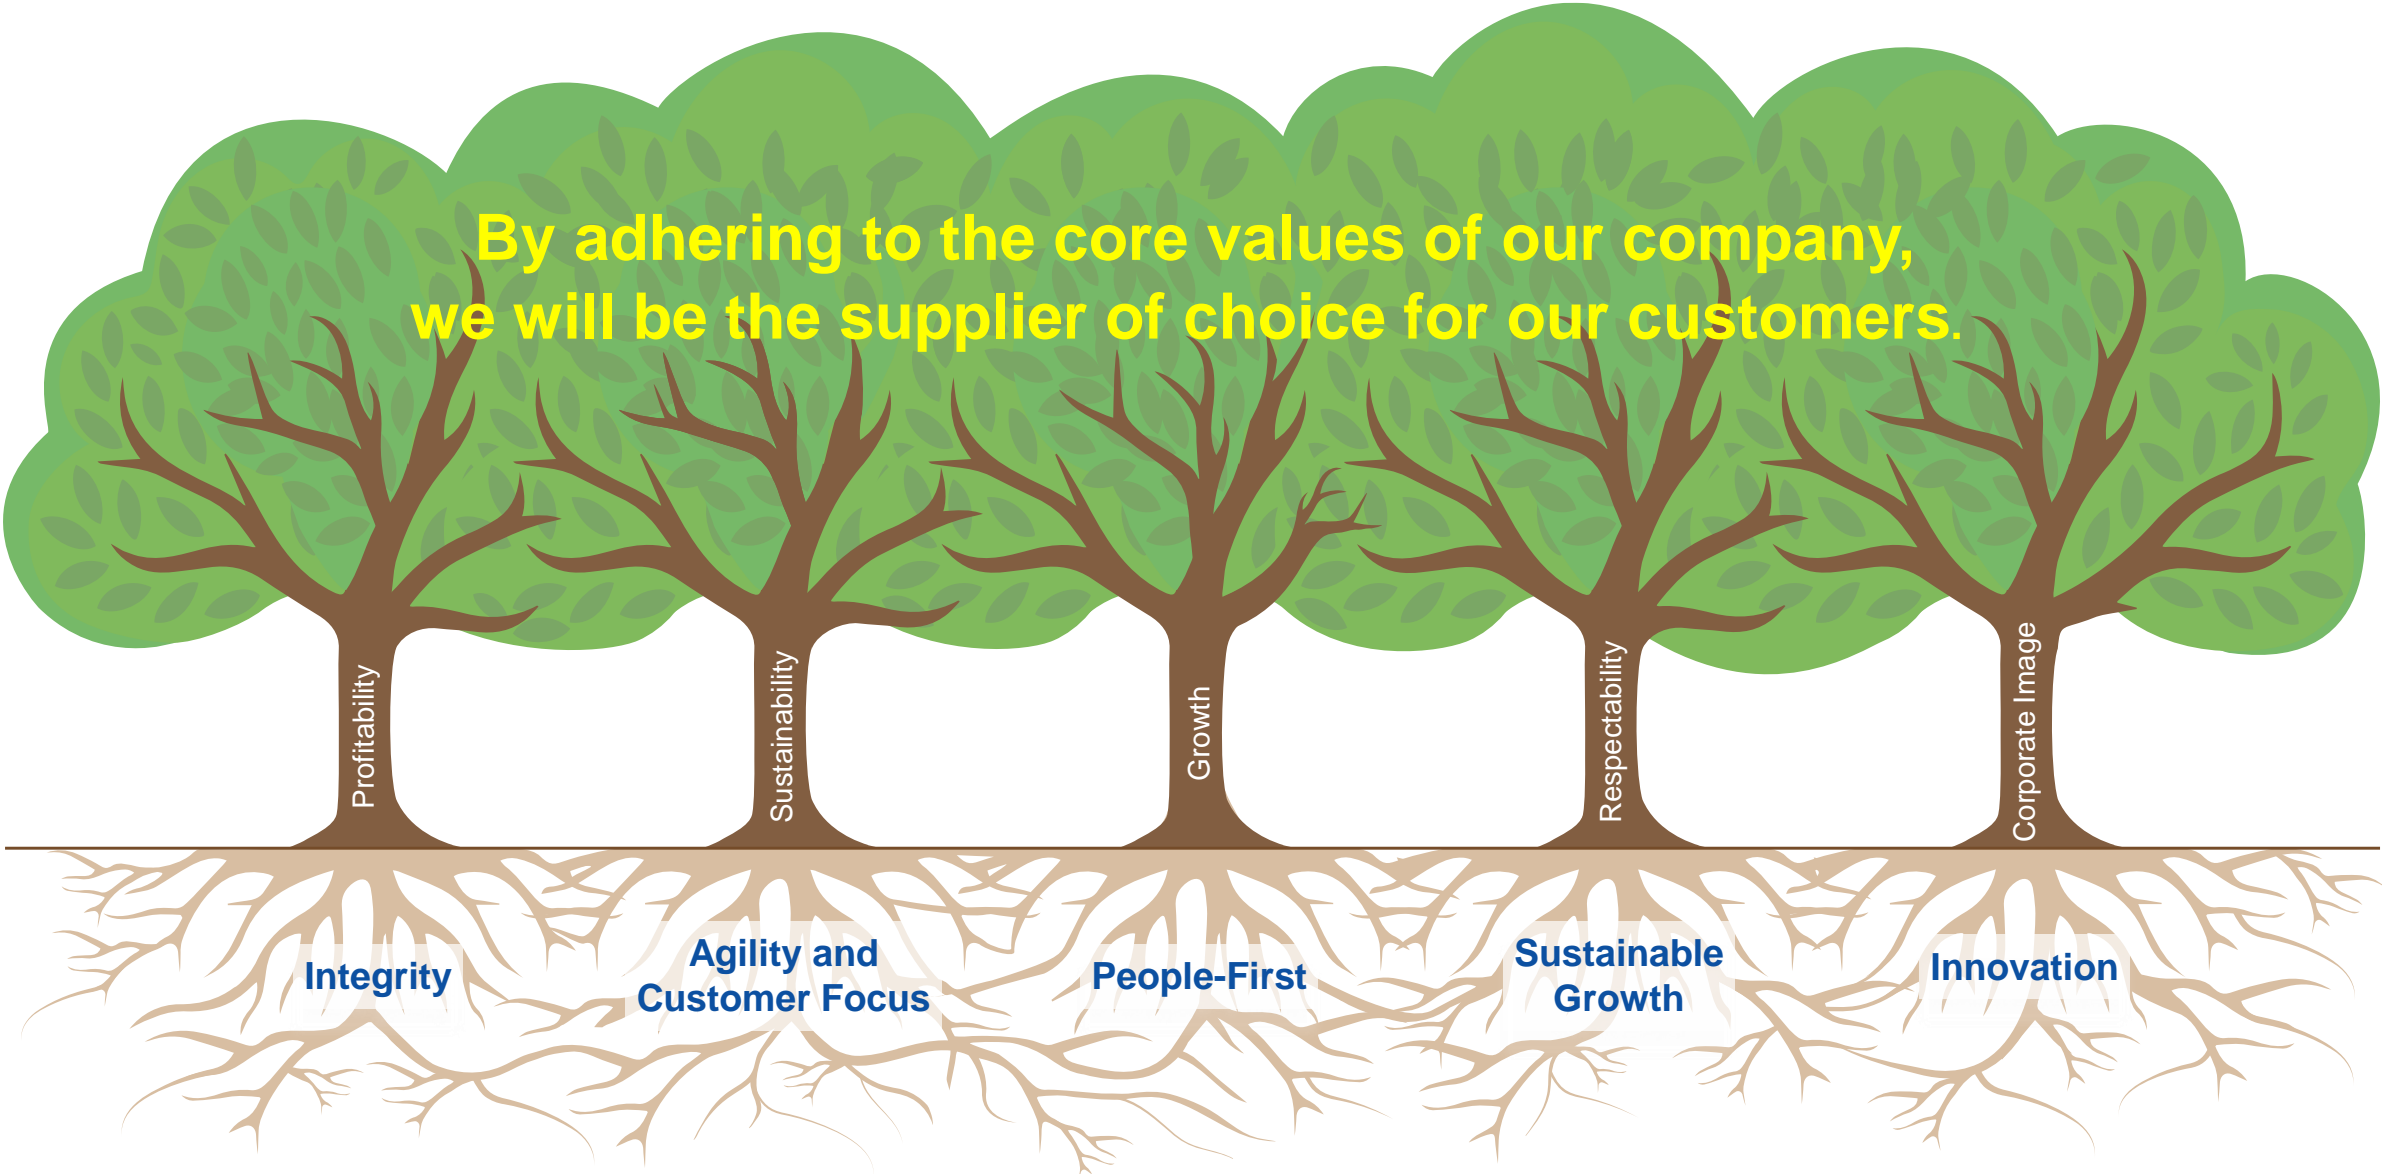 By adhering to the core values of our company,
we will be the supplier of choice for our customers.
Profitability
Sustainability
Growth
Respectability
Corporate Image
Integrity
Agility and
Customer Focus
People-First
Sustainable
Growth
Innovation